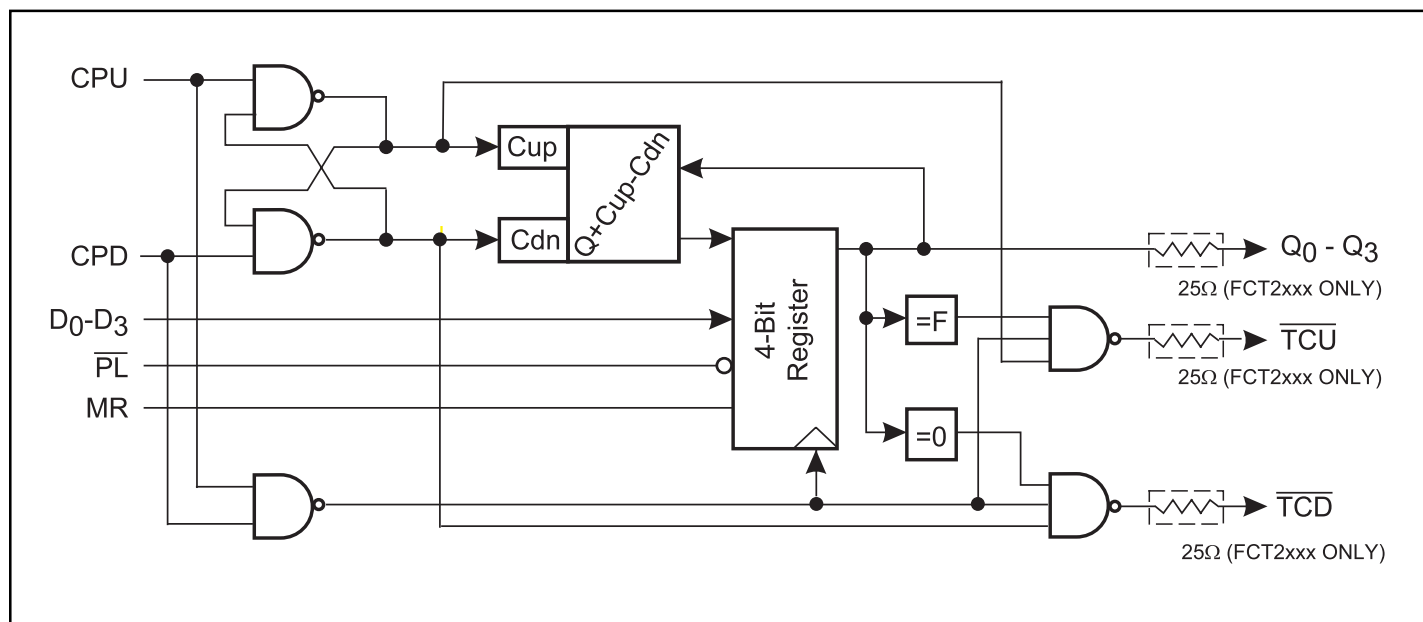 CPU
CPD
D0-D3
PL
MR
Cup
Cdn
Q+Cup-Cdn
4-Bit
Register
=F
=0
Q0 - Q3
25Ω (FCT2xxx ONLY)
TCU
25Ω (FCT2xxx ONLY)
TCD
25Ω (FCT2xxx ONLY)